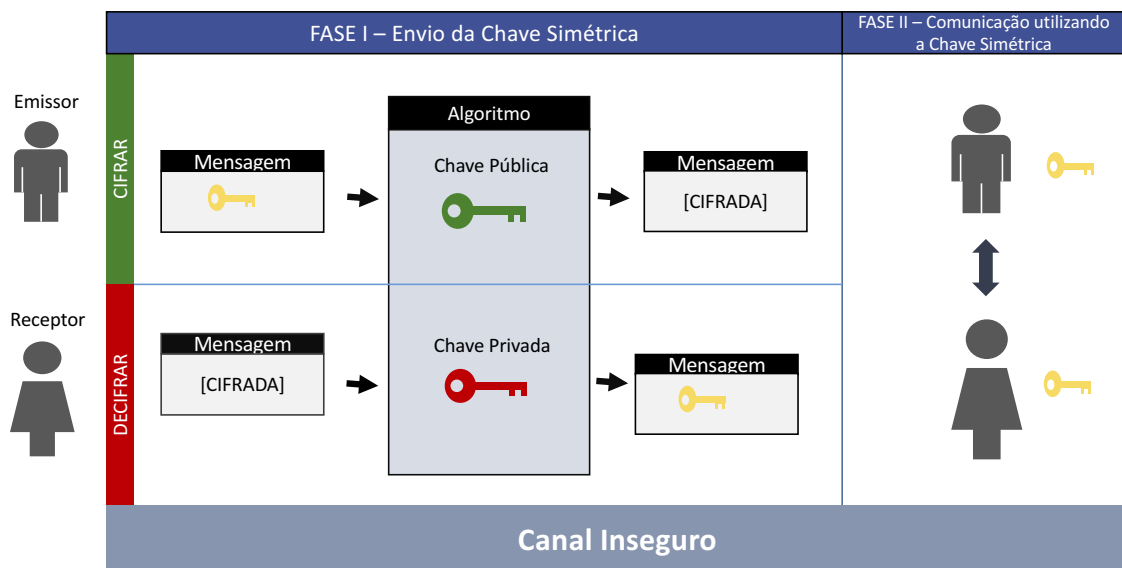 FASE I – Envio da Chave Simétrica
FASE II – Comunicação utilizando
a Chave Simétrica
Emissor
CIFRAR
Algoritmo
Mensagem
Chave Pública
Mensagem
[CIFRADA]
Receptor
DECIFRAR
Mensagem
[CIFRADA]
Chave Privada
Mensagem
Canal Inseguro